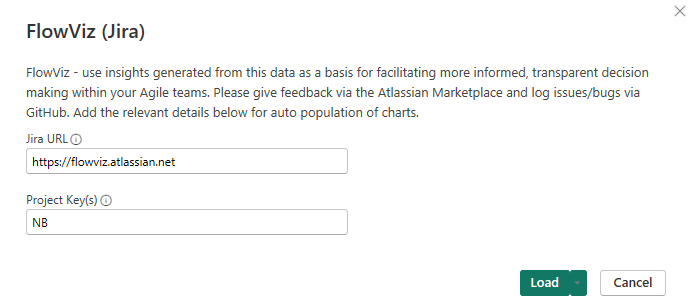 FlowViz (Jira)
FlowViz - use insights generated from this data as a basis for facilitating more informed, transparent decision
making within your Agile teams. Please give feedback via the Atlassian Marketplace and log issues/bugs via
GitHub. Add the relevant details below for auto population of charts.
Jira URL
https://flowviz.atlassian.net
Project Key(s)
NB
Load Cancel